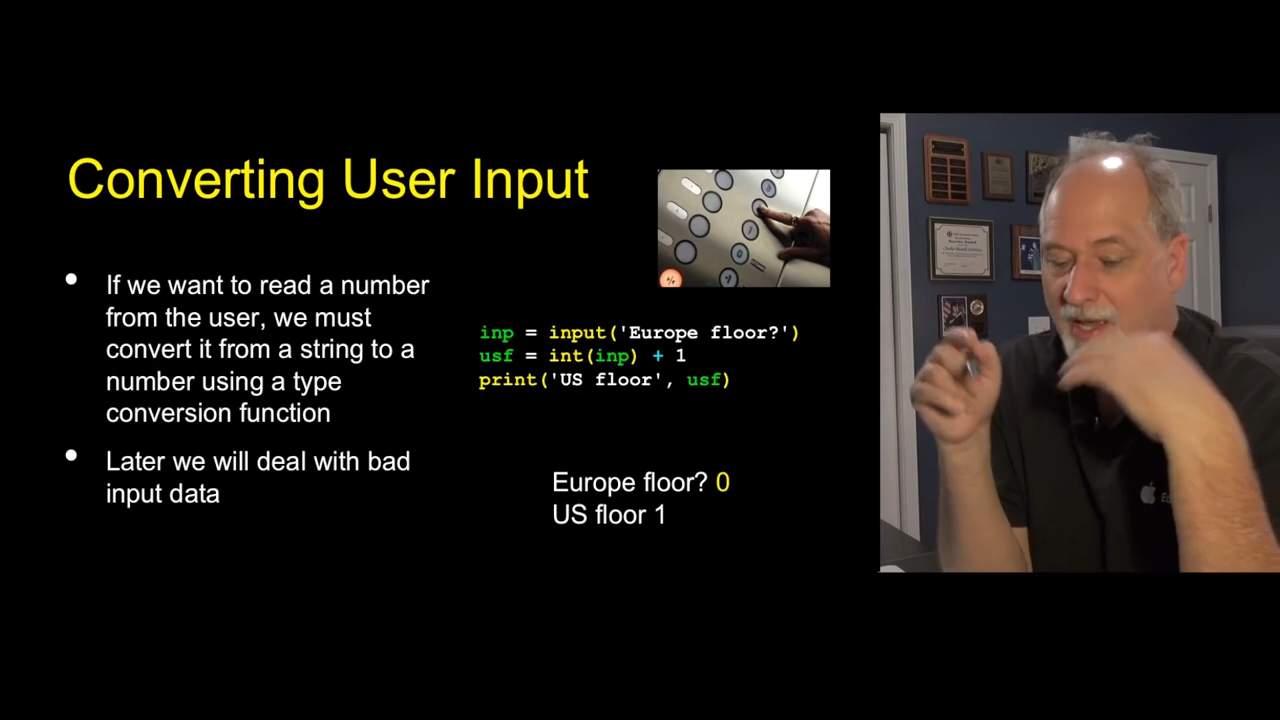 Converting User Input
• If we want to read a number
from the user, we must
convert it from a string to a
number using a type
conversion function
• Later we will deal with bad
input data
inp = input('Europe floor?')
usf = int(inp) + 1
print('US floor', usf)
Europe floor? 0
US floor 1